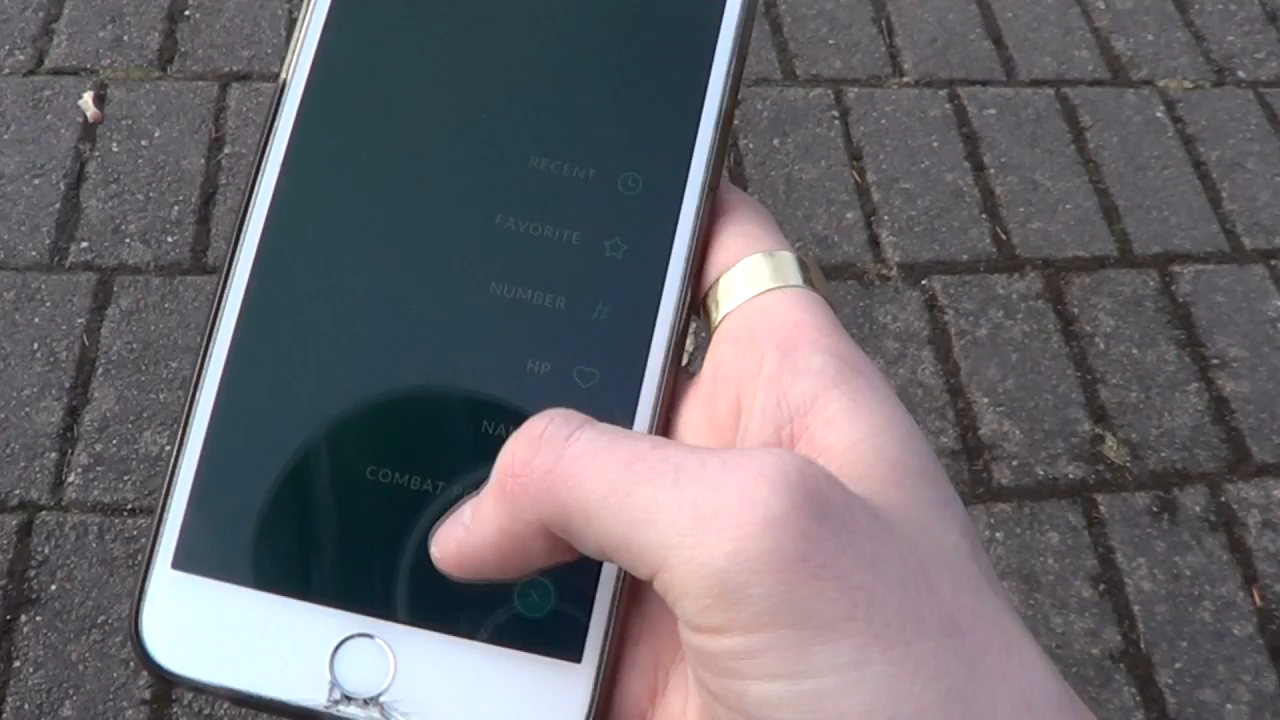 RECENT
FAVORITE
NUMBER #
HP
COMBAT